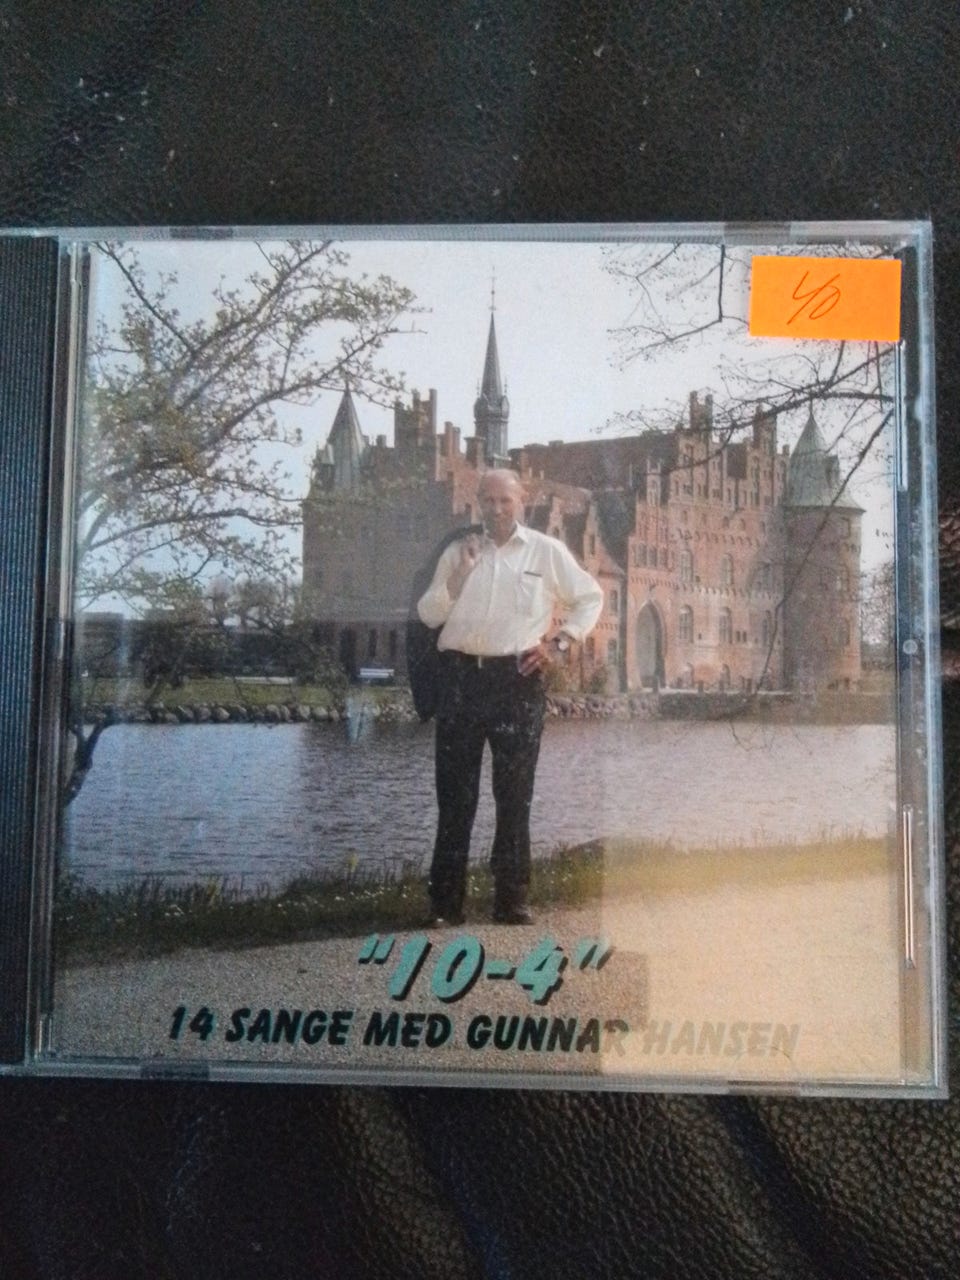 40
"10-4"
14 SANGE MED GUNNAR HANSEN